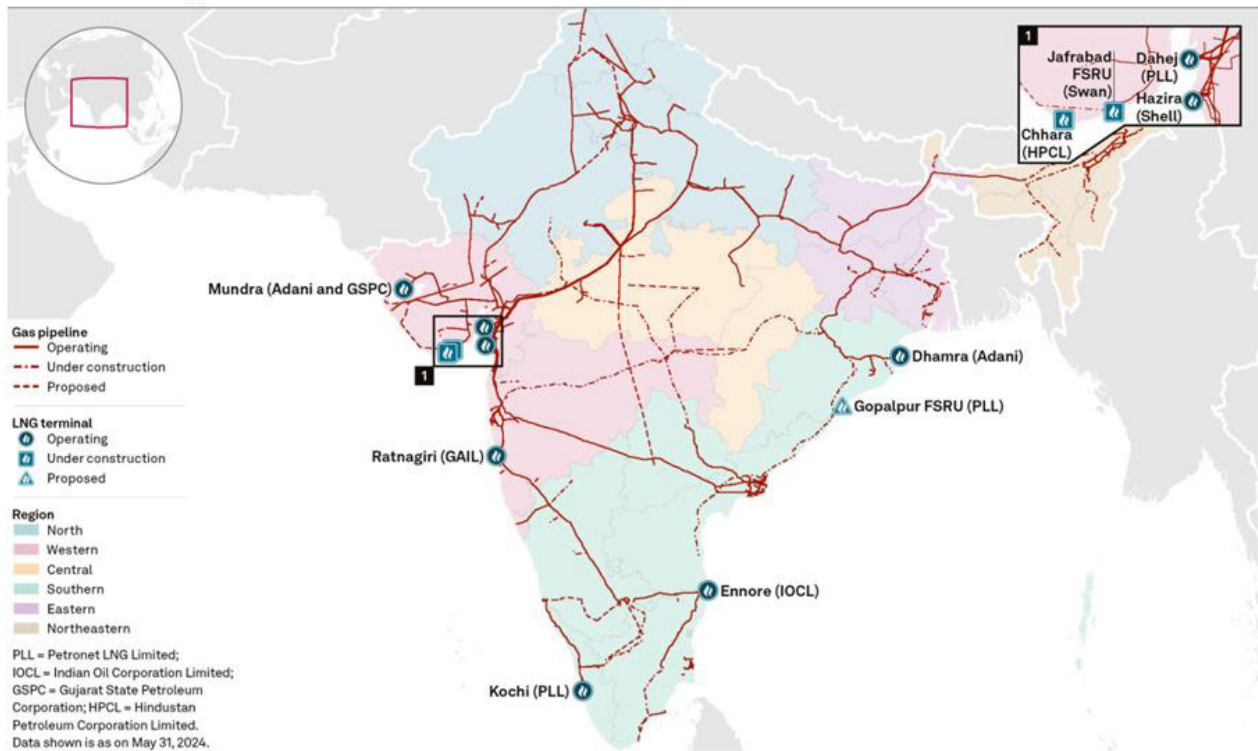 1
Jafrabad
FSRU
(Swan)
Dahej
(PLL)
Hazira
(Shell)
Chhara
(HPCL)
Mundra (Adani and GSPC)
1
Dhamra (Adani)
Gopalpur FSRU (PLL)
Ratnagiri (GAIL)
Ennore (IOCL)
Kochi (PLL)
Gas pipeline
Operating
Under construction
Proposed
LNG terminal
Operating
Under construction
Proposed
Region
North
Western
Central
Southern
Eastern
Northeastern
PLL = Petronet LNG Limited;
IOCL = Indian Oil Corporation Limited;
GSPC = Gujarat State Petroleum
Corporation; HPCL = Hindustan
Petroleum Corporation Limited.
Data shown is as on May 31, 2024.